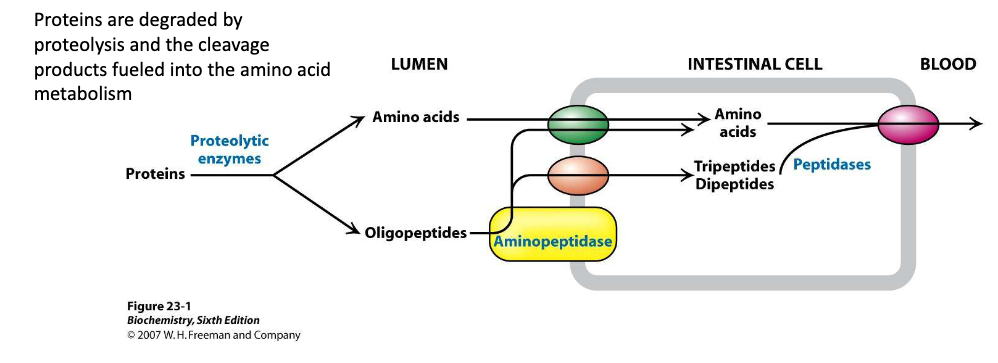 Proteins are degraded by
proteolysis and the cleavage
products fueled into the amino acid
metabolism
LUMEN
INTESTINAL CELL
BLOOD
Proteolytic
enzymes
Proteins
Amino acids
Oligopeptides
Aminopeptidase
Amino
acids
Tripeptides
Dipeptides
Peptidases
Figure 23-1
Biochemistry, Sixth Edition
© 2007 W. H. Freeman and Company